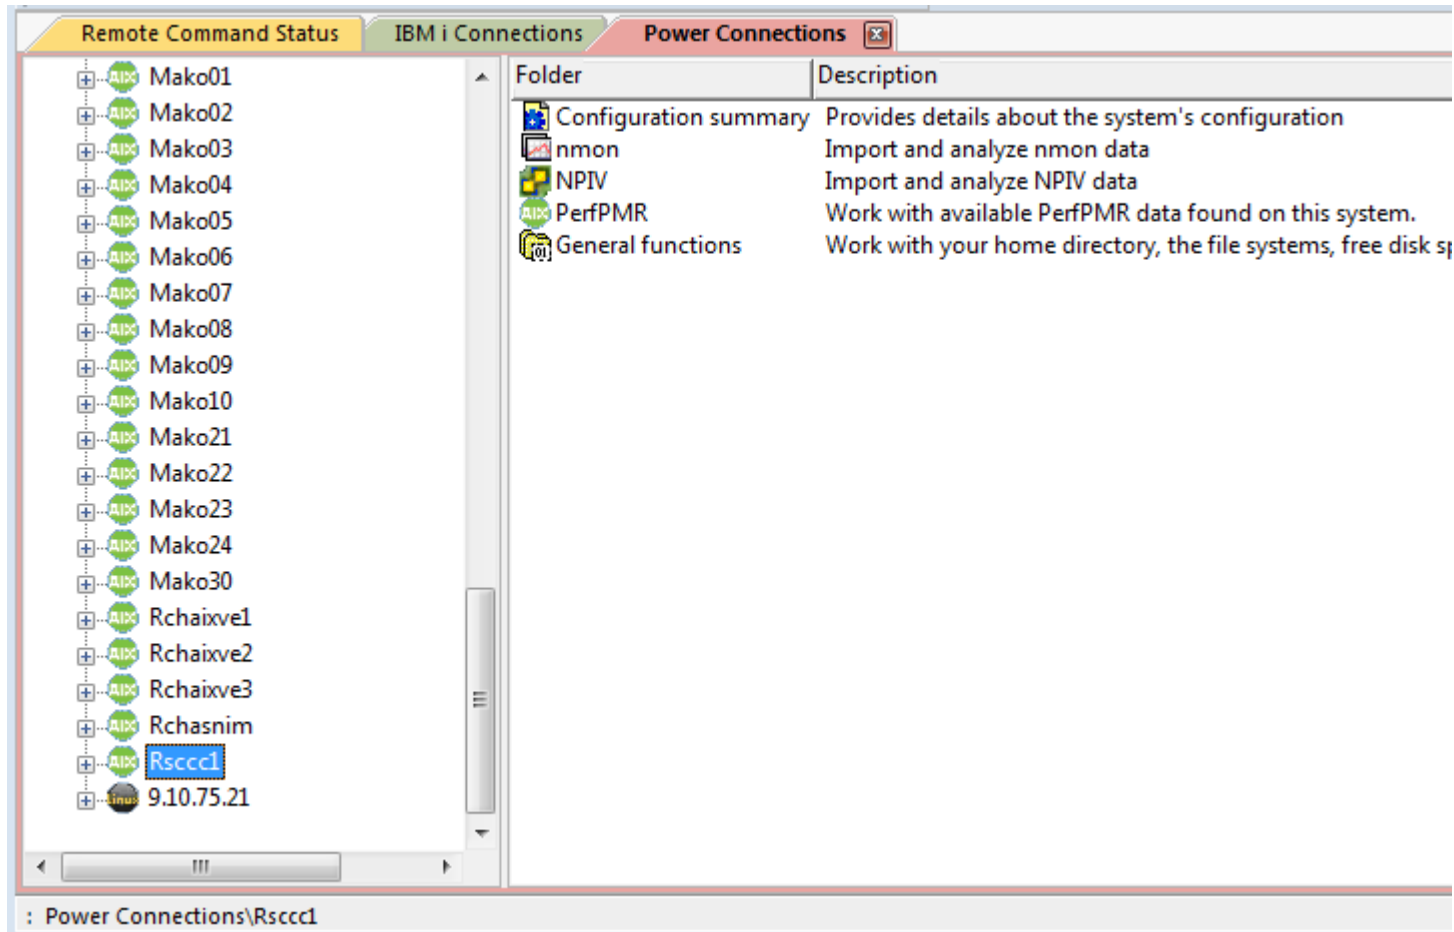 Remote Command Status IBM i Connections Power Connections
Folder Description
Mako01
Mako02
Mako03
Mako04
Mako05
Mako06
Mako07
Mako08
Mako09
Mako10
Mako21
Mako22
Mako23
Mako24
Mako30
Rchaixve1
Rchaixve2
Rchaixve3
Rchasnim
Rsccc1
9.10.75.21
Configuration summary Provides details about the system's configuration
nmon Import and analyze nmon data
NPIV Import and analyze NPIV data
PerfPMR Work with available PerfPMR data found on this system.
General functions Work with your home directory, the file systems, free disk sp
: Power Connections\Rsccc1